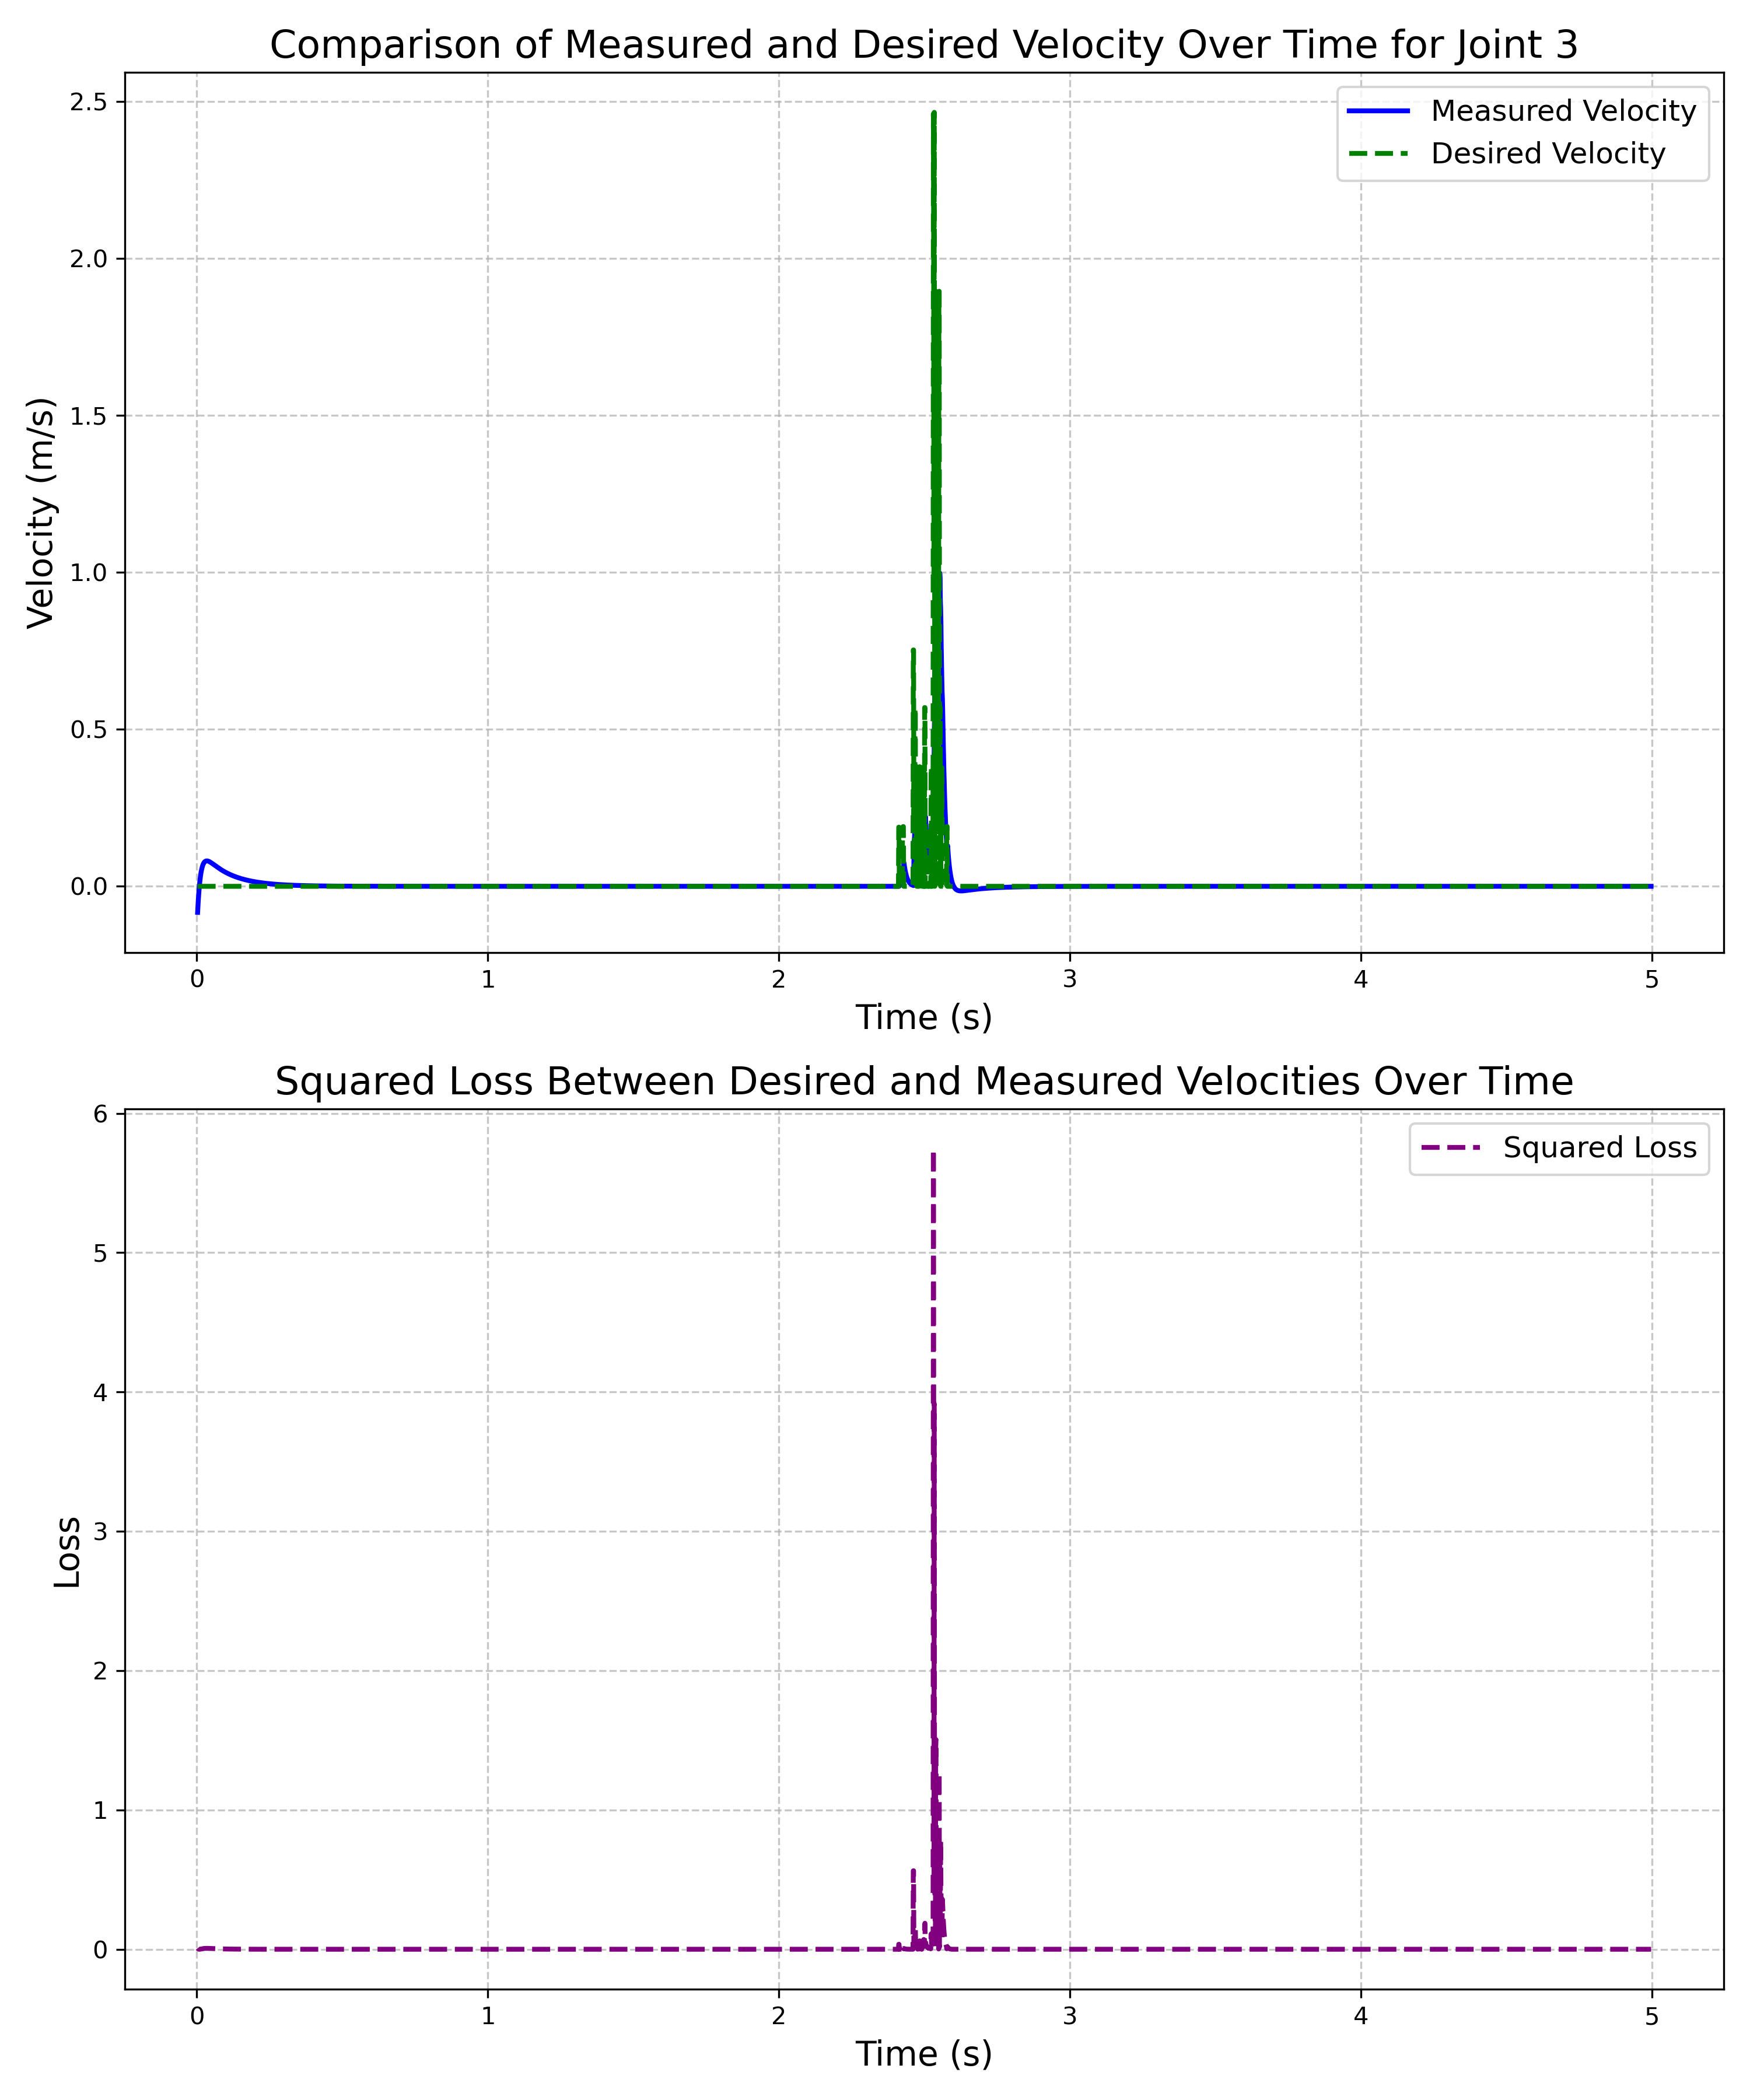 Comparison of Measured and Desired Velocity Over Time for Joint 3
Measured Velocity
Desired Velocity
2.5
2.0
1.5
1.0
0.5
0.0
Velocity (m/s)
0 1 2 3 4 5
Time (s)
Squared Loss Between Desired and Measured Velocities Over Time
Squared Loss
6
5
4
3
2
1
0
Loss
0 1 2 3 4 5
Time (s)